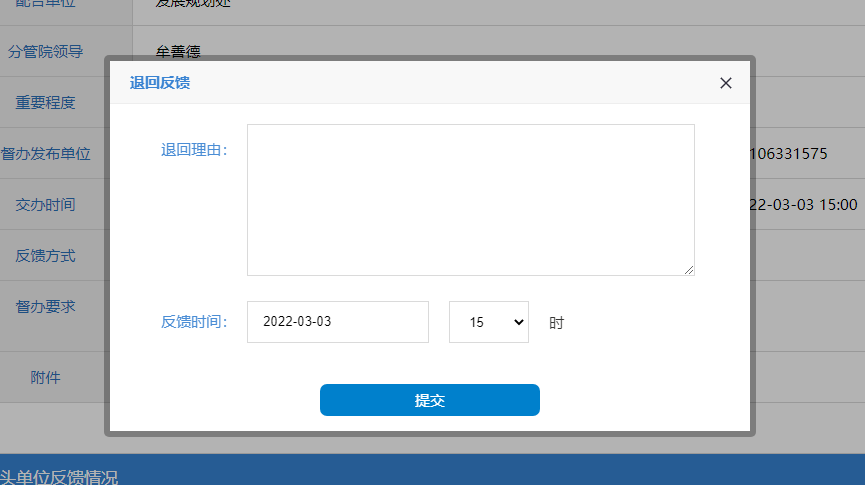 配合单位 发展规划处
分管院领导 牟善德
退回反馈
重要程度
退回理由:
督办发布单位 106331575
交办时间 22-03-03 15:00
反馈方式
督办要求
反馈时间: 2022-03-03 15 时
附件
提交
头单位反馈情况